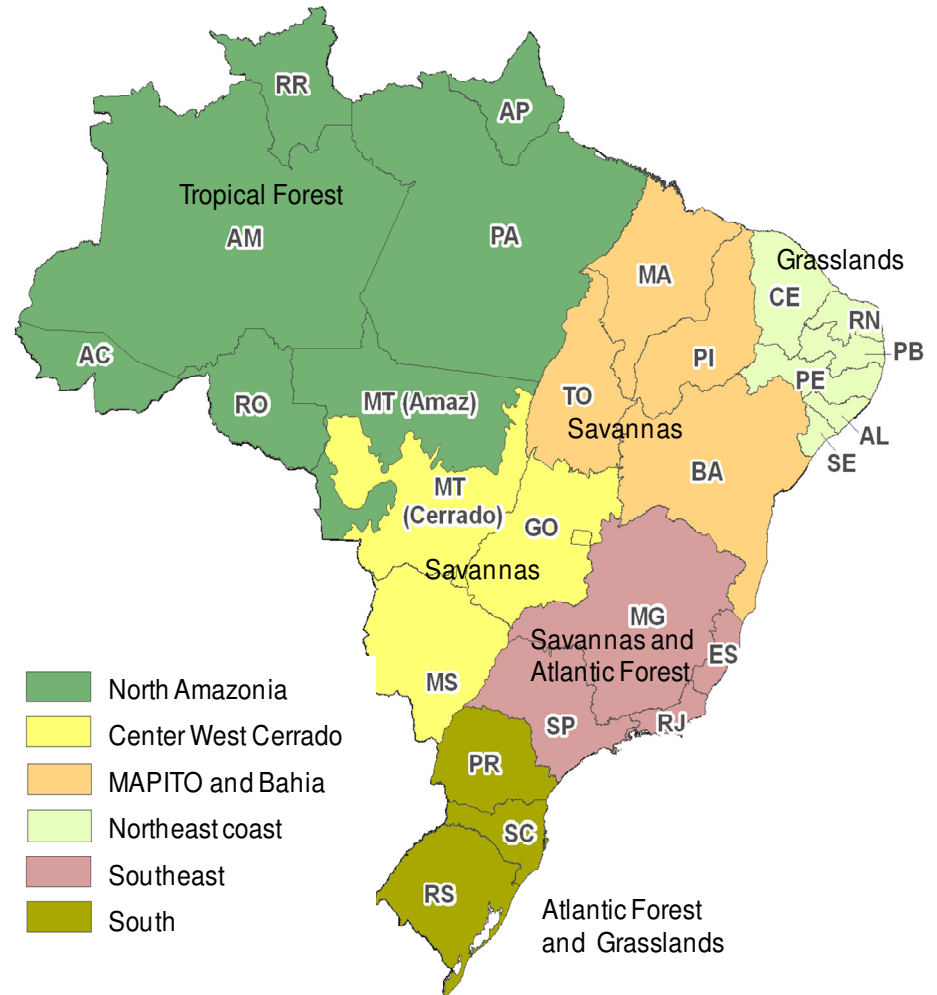 RR
AP
Tropical Forest
AM
PA
Grasslands
MA
CE
RN
AC
PI
PB
RO
MT (Amaz)
TO
PE
Savannas
AL
SE
BA
MT
(Cerrado)
GO
Savannas
MG
Savannas and
Atlantic Forest
ES
MS
SP
RJ
PR
SC
RS
North Amazonia
Center West Cerrado
MAPITO and Bahia
Northeast coast
Southeast
South
Atlantic Forest
and Grasslands